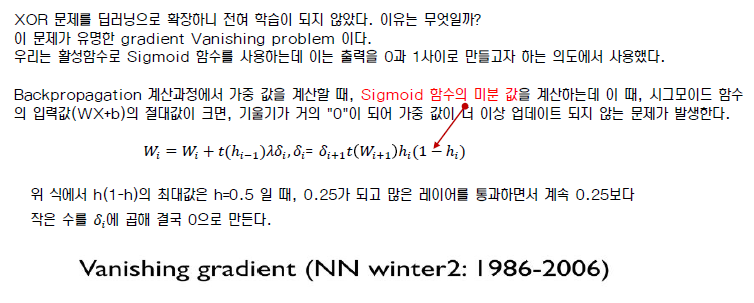 XOR 문제를 딥러닝으로 확장하니 전혀 학습이 되지 않았다. 이유는 무엇일까?
이 문제가 유명한 gradient Vanishing problem 이다.
우리는 활성함수로 Sigmoid 함수를 사용하는데 이는 출력을 0과 1사이로 만들고자 하는 의도에서 사용했다.
Backpropagation 계산과정에서 가중 값을 계산할 때, Sigmoid 함수의 미분 값을 계산하는데 이 때, 시그모이드 함수
의 입력값(WX+b)의 절대값이 크면, 기울기가 거의 "0"이 되어 가중 값이 더 이상 업데이트 되지 않는 문제가 발생한다.
W_i = W_i + t(h_{i−1})λδ_i, δ_i= δ_{i+1}t(W_{i+1})h_i(1 − h_i)
위 식에서 h(1-h)의 최대값은 h=0.5 일 때, 0.25가 되고 많은 레이어를 통과하면서 계속 0.25보다
작은 수를 δ_i에 곱해 결국 0으로 만든다.
Vanishing gradient (NN winter2: 1986-2006)